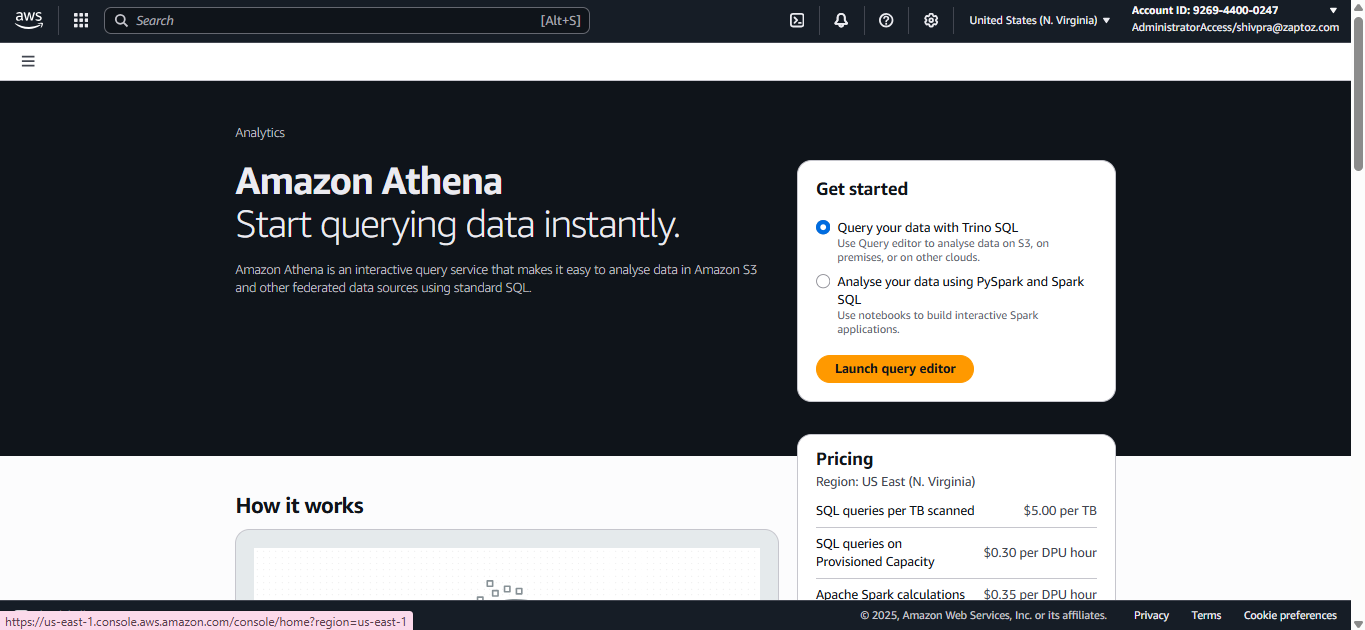 aws
Search
[Alt+S]
United States (N. Virginia)
Account ID: 9269-4400-0247
AdministratorAccess/shivpra@zaptoz.com
Analytics
Amazon Athena
Start querying data instantly.
Amazon Athena is an interactive query service that makes it easy to analyse data in Amazon S3
and other federated data sources using standard SQL.
Get started
Query your data with Trino SQL
Use Query editor to analyse data on S3, on
premises, or on other clouds.
Analyse your data using PySpark and Spark
SQL
Use notebooks to build interactive Spark
applications.
Launch query editor
Pricing
Region: US East (N. Virginia)
SQL queries per TB scanned $5.00 per TB
SQL queries on
Provisioned Capacity
$0.30 per DPU hour
Apache Spark calculations $0.35 per DPU hour
How it works
© 2025, Amazon Web Services, Inc. or its affiliates.
Privacy
Terms
Cookie preferences
https://us-east-1.console.aws.amazon.com/console/home?region=us-east-1